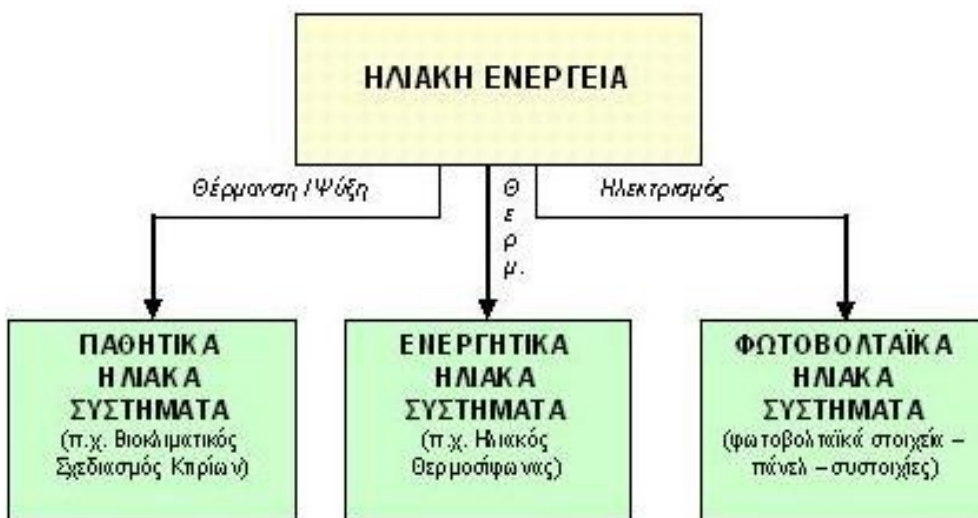 ΗΛΙΑΚΗ ΕΝΕΡΓΕΙΑ
Θέρμανση / Ψύξη
Θερμ.
Ηλεκτρισμός
ΠΑΘΗΤΙΚΑ
ΗΛΙΑΚΑ
ΣΥΣΤΗΜΑΤΑ
(π.χ. Βιοκλιματικός
Σχεδιασμός Κτιρίων)
ΕΝΕΡΓΗΤΙΚΑ
ΗΛΙΑΚΑ
ΣΥΣΤΗΜΑΤΑ
(π.χ. Ηλιακός
Θερμοσίφωνας)
ΦΩΤΟΒΟΛΤΑΪΚΑ
ΗΛΙΑΚΑ
ΣΥΣΤΗΜΑΤΑ
(φωτοβολταϊκά στοιχεία –
πάνελ – συστοιχίες)